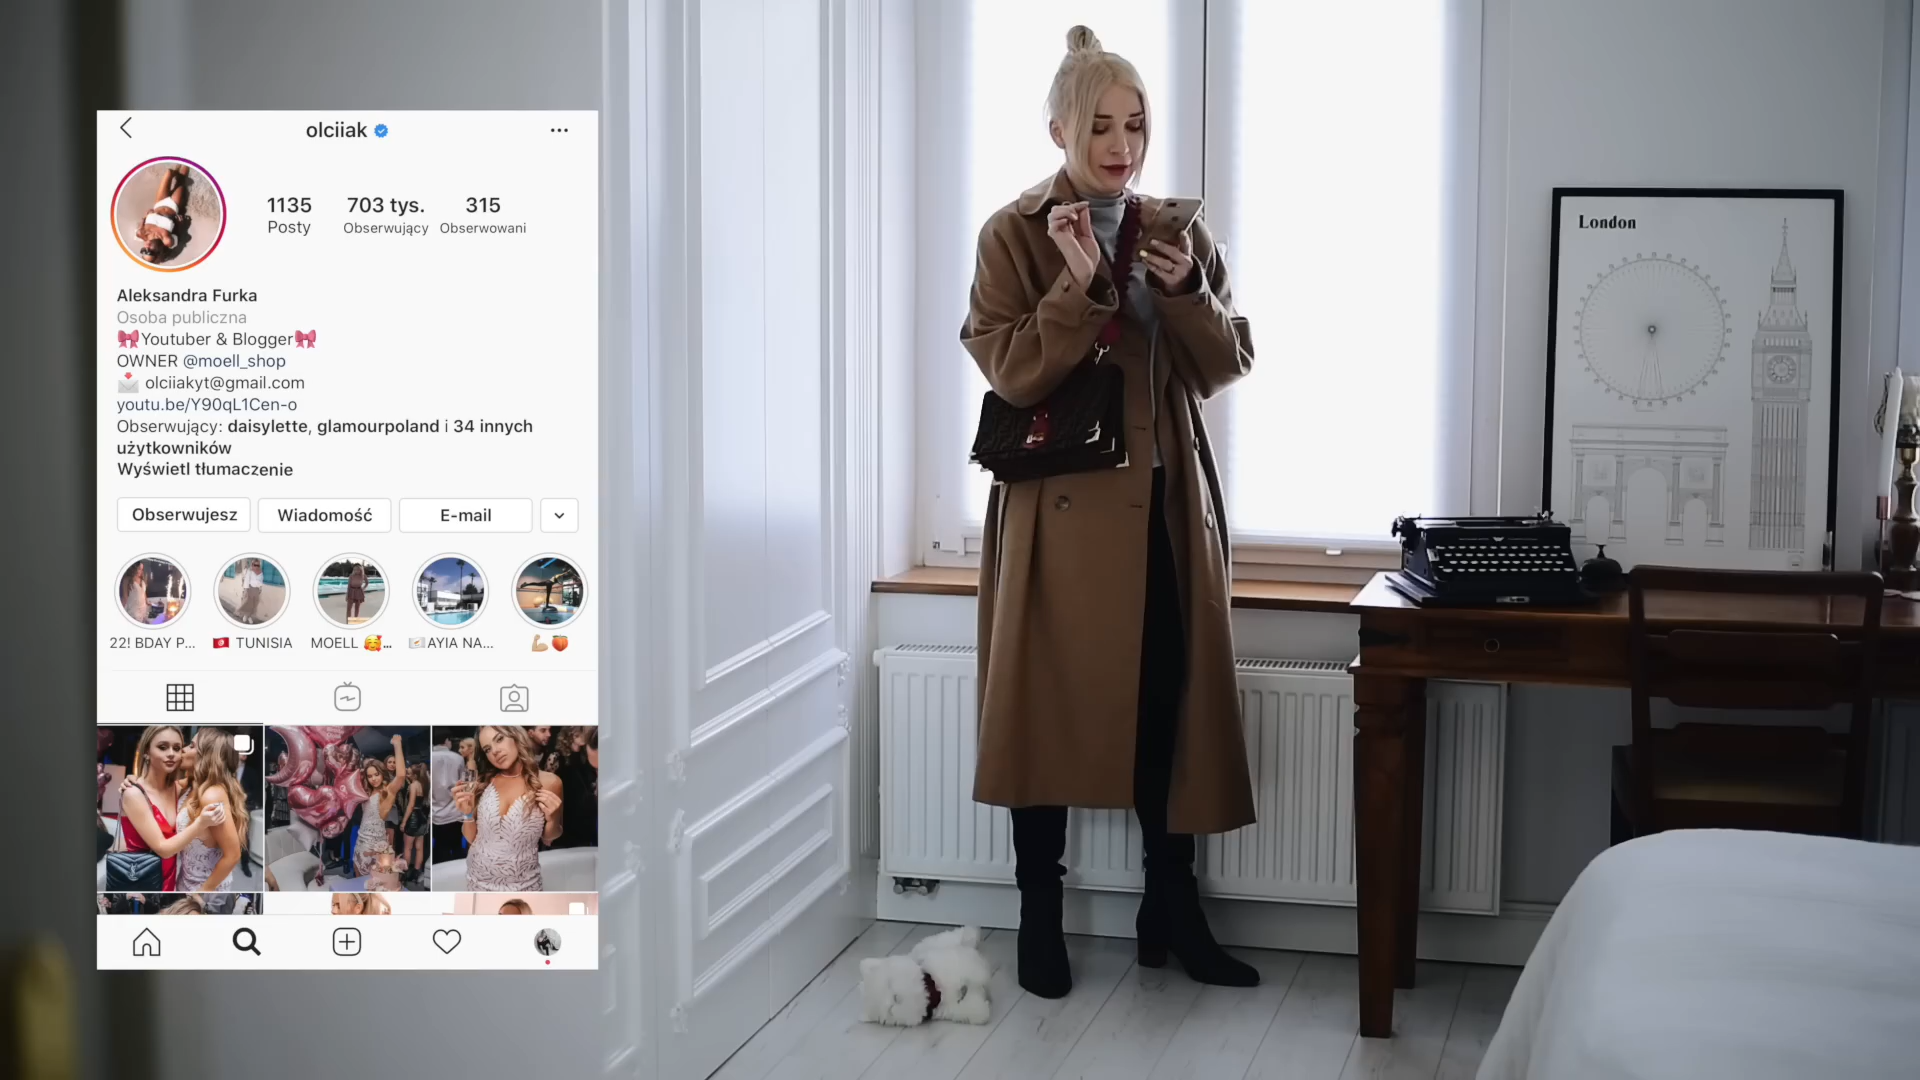 olciiak
1135 703 tys. 315
Posty Obserwujący Obserwowani
Aleksandra Furka
Osoba publiczna
🎀Youtuber & Blogger🎀
OWNER @moell_shop
📩 olciiakyt@gmail.com
youtu.be/Y90qL1Cen-o
Obserwujący: daisylette, glamourpoland i 34 innych
użytkowników
Wyświetl tłumaczenie
Obserwujesz Wiadomość E-mail
22! BDAY P... 🇹🇳 TUNISIA MOELL 🥰... 🇨🇾AYIA NA... 💪🏼🍑
London